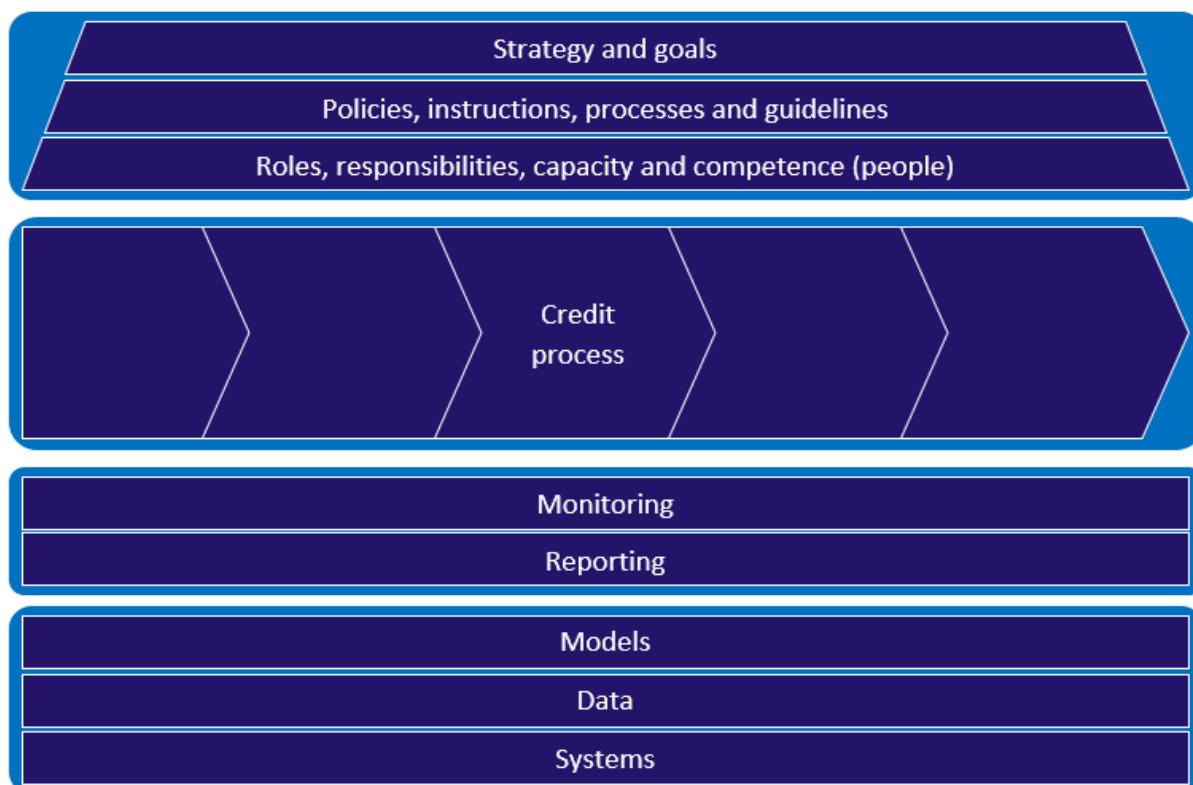 Strategy and goals
Policies, instructions, processes and guidelines
Roles, responsibilities, capacity and competence (people)
Credit
process
Monitoring
Reporting
Models
Data
Systems